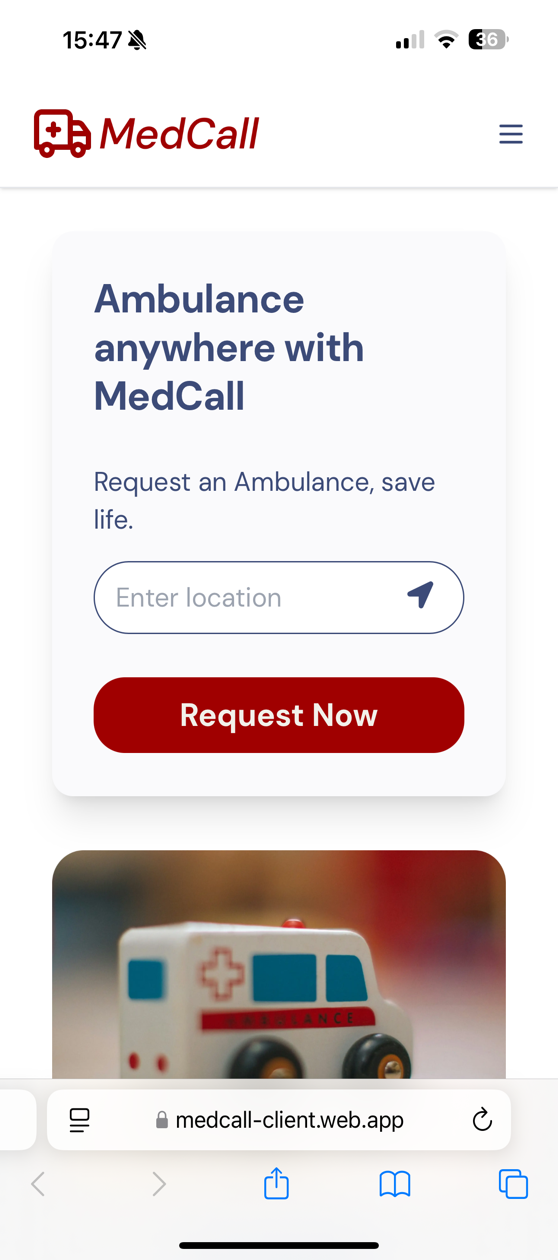 15:47
36
MedCall
Ambulance
anywhere with
MedCall
Request an Ambulance, save
life.
Enter location
Request Now
AMBULANCE
medcall-client.web.app